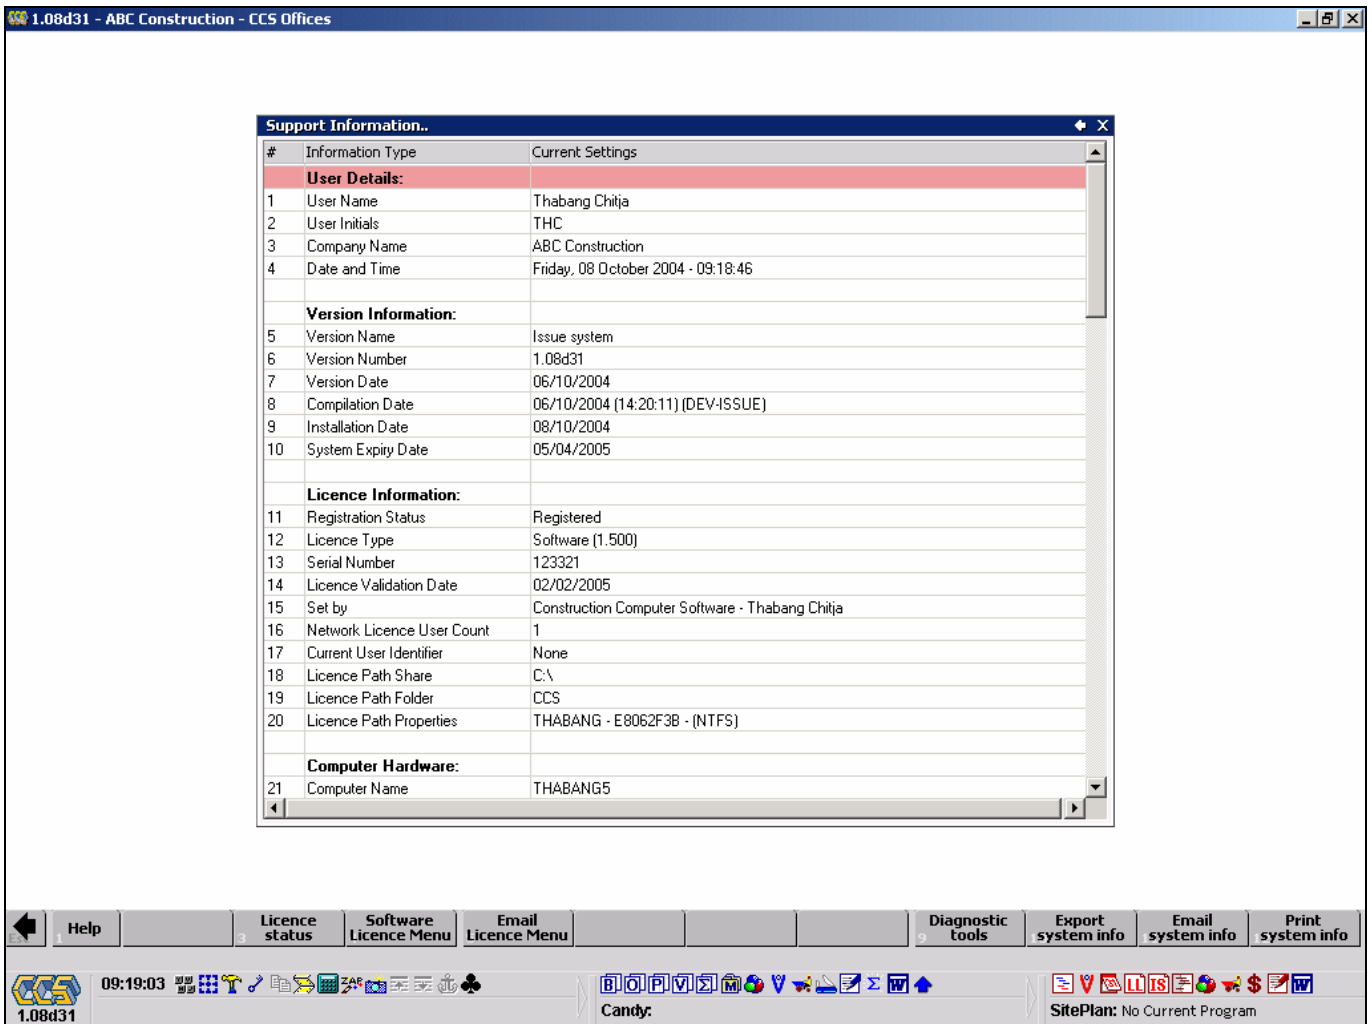 1.08d31 - ABC Construction - CCS Offices
Support Information..
# Information Type Current Settings
User Details:
1 User Name Thabang Chitja
2 User Initials THC
3 Company Name ABC Construction
4 Date and Time Friday, 08 October 2004 - 09:18:46
Version Information:
5 Version Name Issue system
6 Version Number 1.08d31
7 Version Date 06/10/2004
8 Compilation Date 06/10/2004 (14:20:11) (DEV-ISSUE)
9 Installation Date 08/10/2004
10 System Expiry Date 05/04/2005
Licence Information:
11 Registration Status Registered
12 Licence Type Software (1.500)
13 Serial Number 123321
14 Licence Validation Date 02/02/2005
15 Set by Construction Computer Software - Thabang Chitja
16 Network Licence User Count 1
17 Current User Identifier None
18 Licence Path Share C:\
19 Licence Path Folder CCS
20 Licence Path Properties THABANG - E8062F3B - (NTFS)
Computer Hardware:
21 Computer Name THABANG5
Help Licence status Software Licence Menu Email Licence Menu Diagnostic tools Export system info Email system info Print system info
CCS 09:19:03 ZAP B O P V Σ M Σ W LL IS $ W
1.08d31 Candy: SitePlan: No Current Program